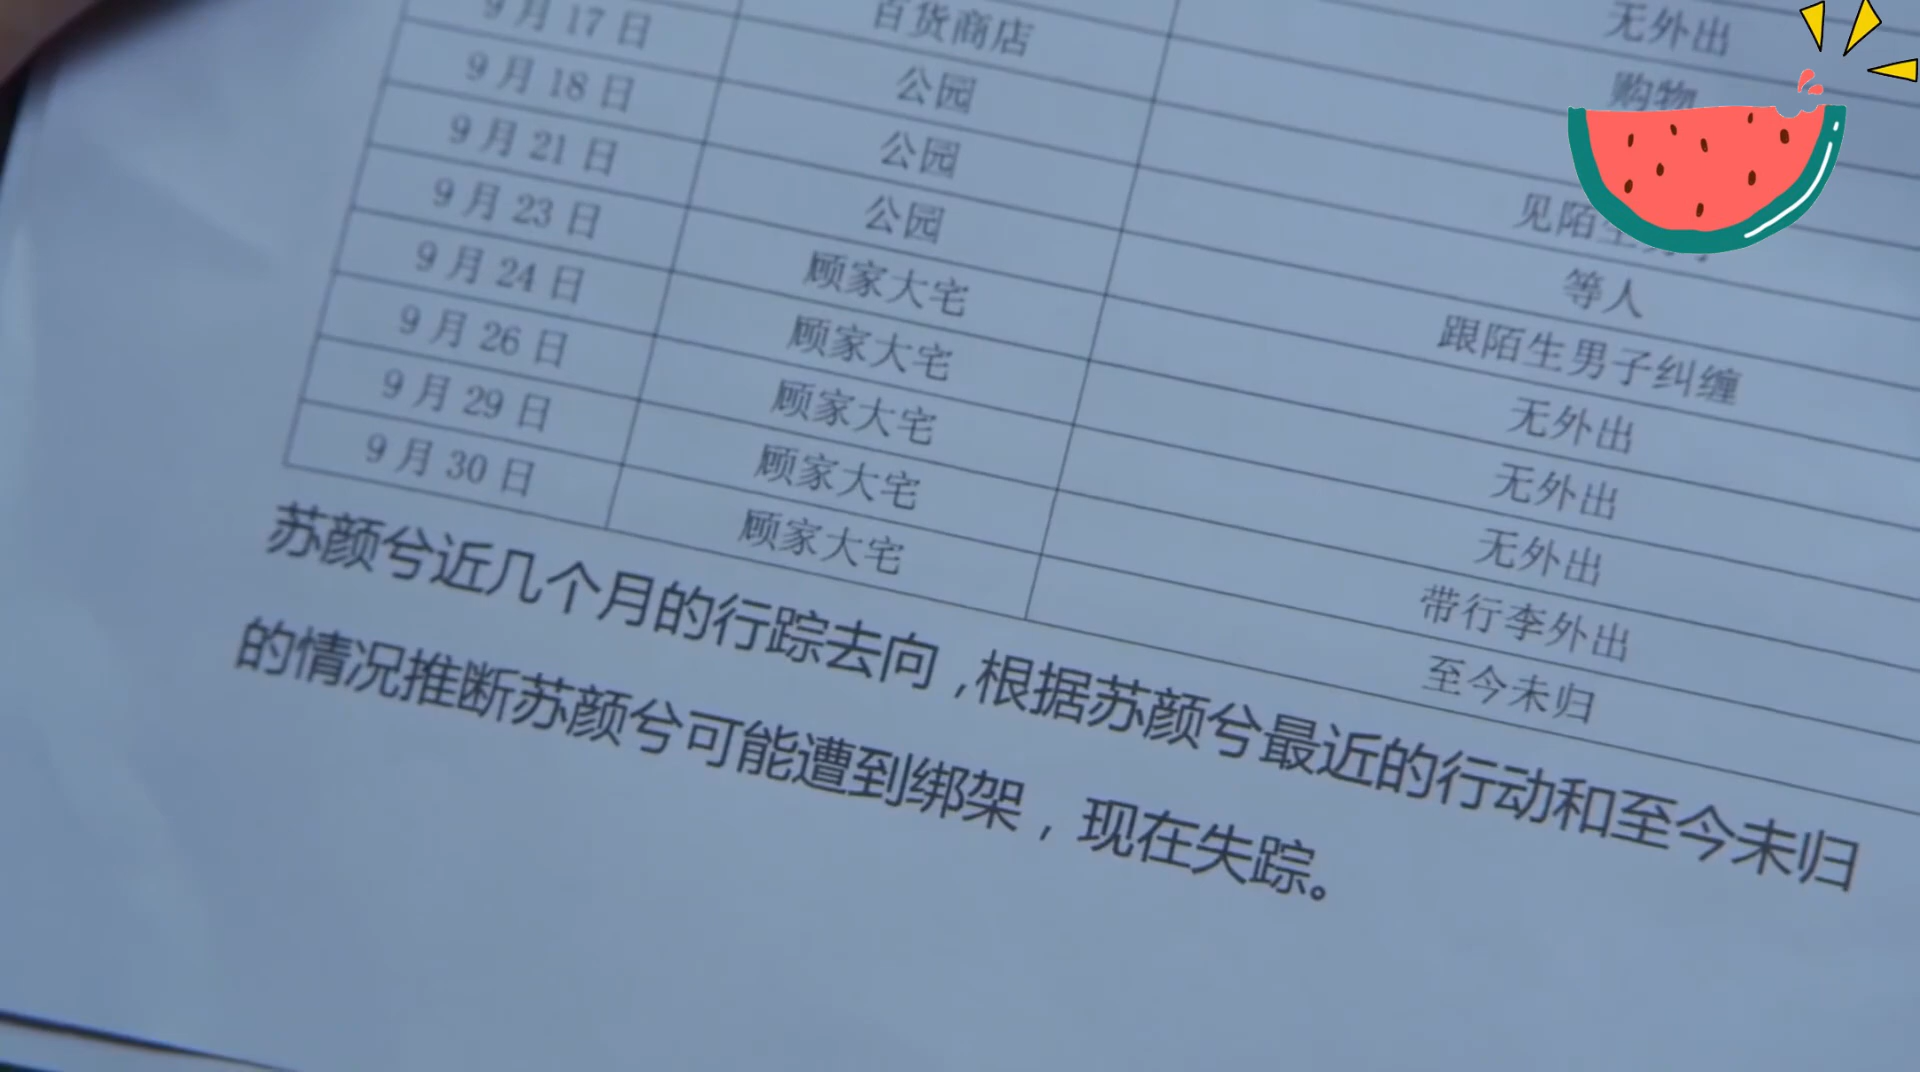 无外出
百货商店 购物
9月17日 公园 见陌
9月18日 公园 等人
9月21日 公园 跟陌生男子纠缠
9月23日 顾家大宅 无外出
9月24日 顾家大宅 无外出
9月26日 顾家大宅 无外出
9月29日 顾家大宅 带行李外出
9月30日 顾家大宅 至今未归
苏颜兮近几个月的行踪去向，根据苏颜兮最近的行动和至今未归
的情况推断苏颜兮可能遭到绑架，现在失踪。